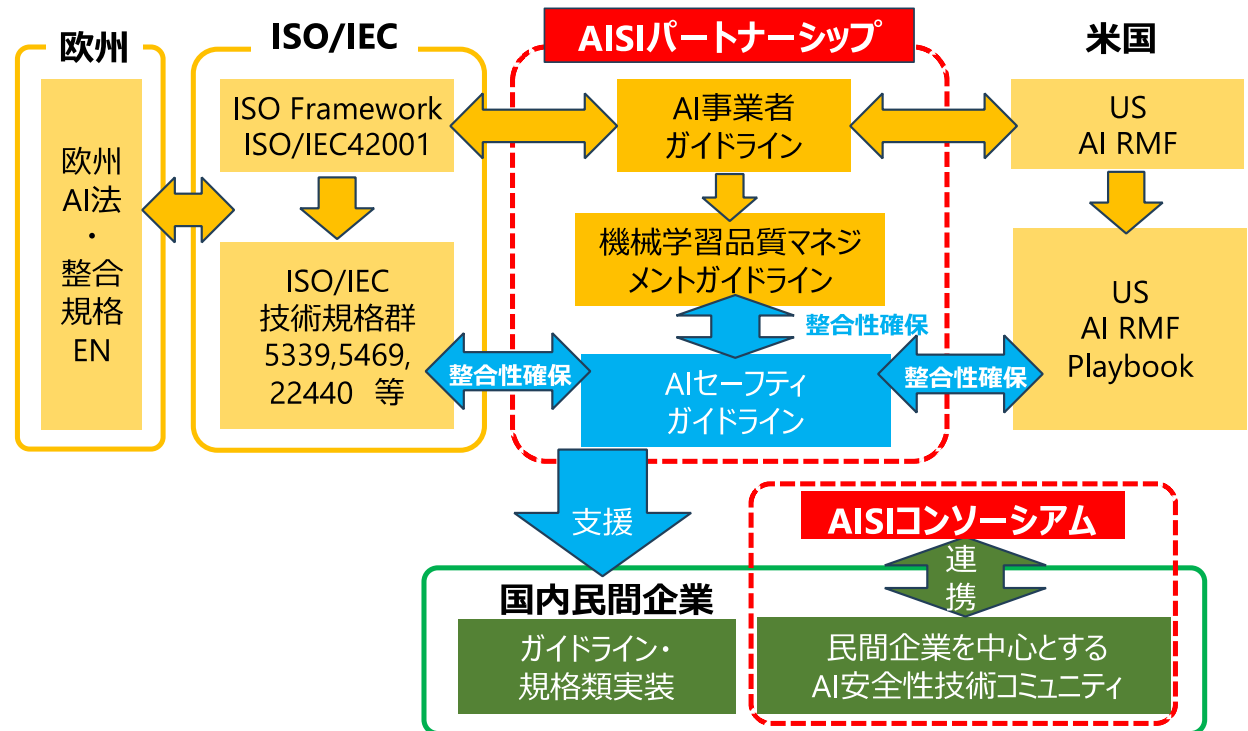 欧州
ISO/IEC
AISIパートナーシップ
米国
欧州
AI法
・
整合
規格
EN
ISO Framework
ISO/IEC42001
ISO/IEC
技術規格群
5339,5469,
22440 等
AI事業者
ガイドライン
機械学習品質マネジ
メントガイドライン
整合性確保
整合性確保
AIセーフティ
ガイドライン
整合性確保
US
AI RMF
US
AI RMF
Playbook
支援
AISIコンソーシアム
連
携
国内民間企業
ガイドライン・
規格類実装
民間企業を中心とする
AI安全性技術コミュニティ